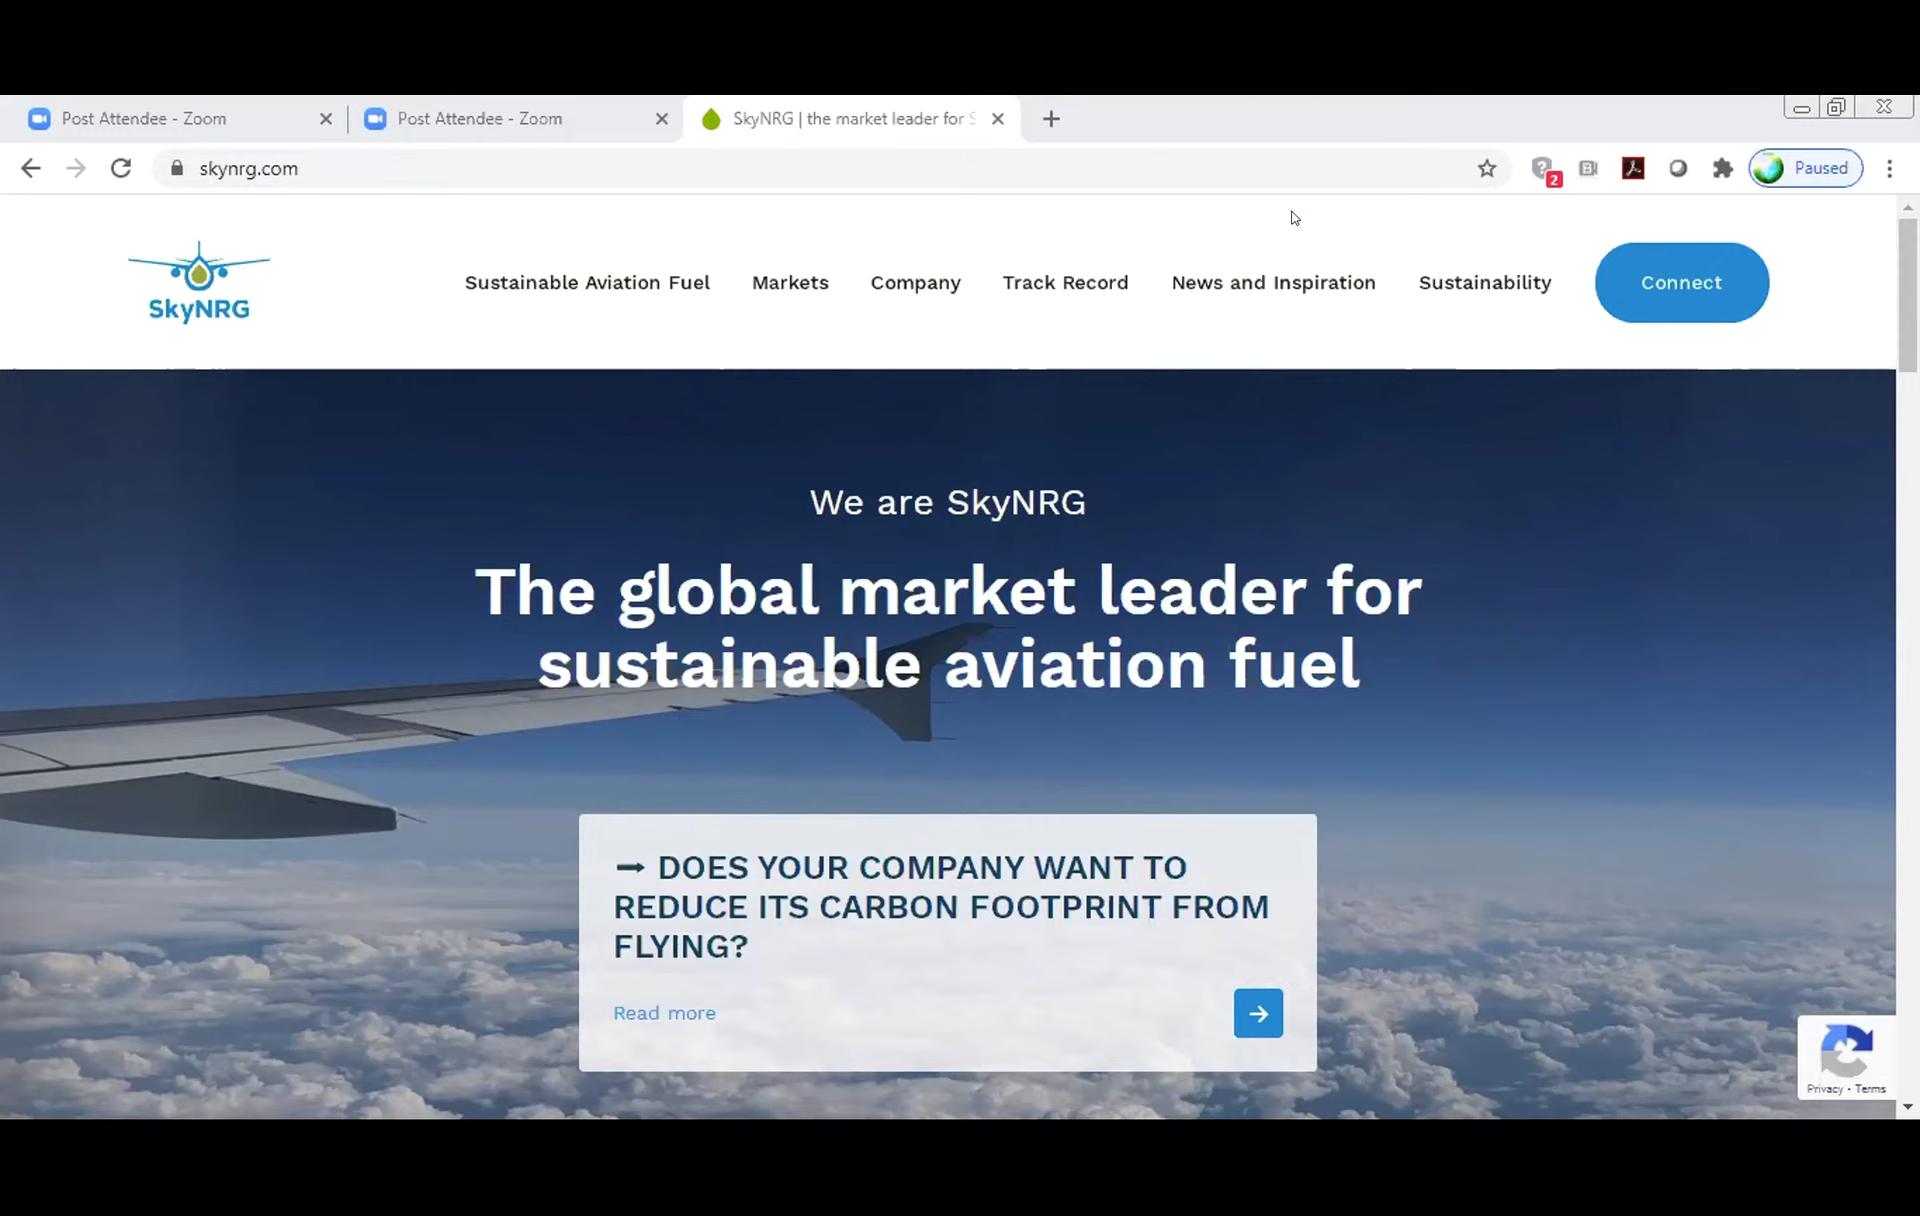 Post Attendee - Zoom
Post Attendee - Zoom
SkyNRG | the market leader for S
skynrg.com
2
Paused
SkyNRG
Sustainable Aviation Fuel
Markets
Company
Track Record
News and Inspiration
Sustainability
Connect
We are SkyNRG
The global market leader for
sustainable aviation fuel
DOES YOUR COMPANY WANT TO
REDUCE ITS CARBON FOOTPRINT FROM
FLYING?
Read more
Privacy - Terms